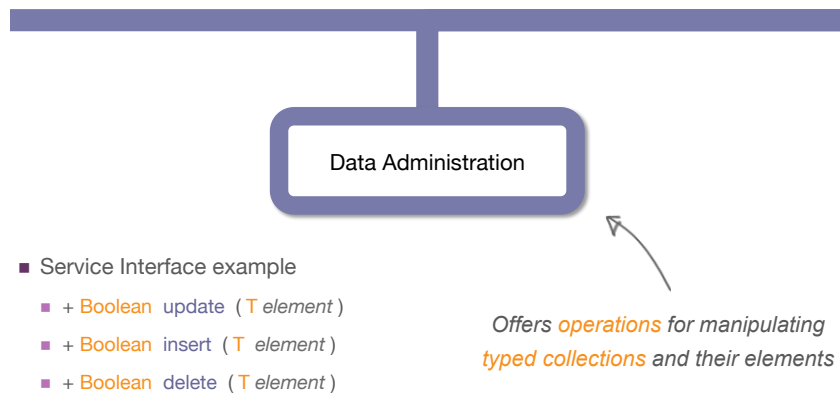 Data Administration
Service Interface example
+ Boolean update ( T element )
+ Boolean insert ( T element )
+ Boolean delete ( T element )
Offers operations for manipulating
typed collections and their elements